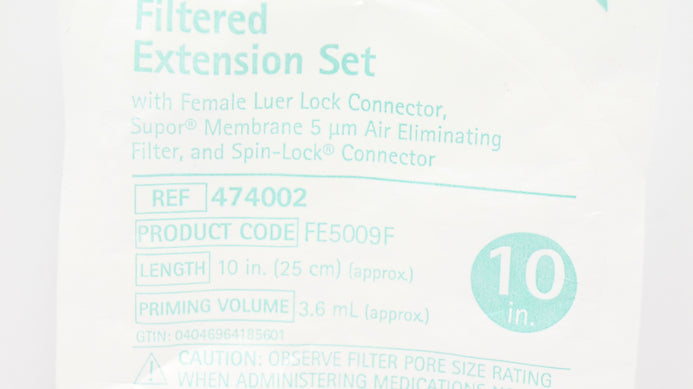 Filtered
Extension Set
with Female Luer Lock Connector,
Supor® Membrane 5 µm Air Eliminating
Filter, and Spin-Lock® Connector
REF 474002
PRODUCT CODE FE5009F
LENGTH 10 in. (25 cm) (approx.)
PRIMING VOLUME 3.6 mL (approx.)
GTIN: 04046964185601
10
in.
CAUTION: OBSERVE FILTER PORE SIZE RATING
WHEN ADMINISTERING MEDICATIONS